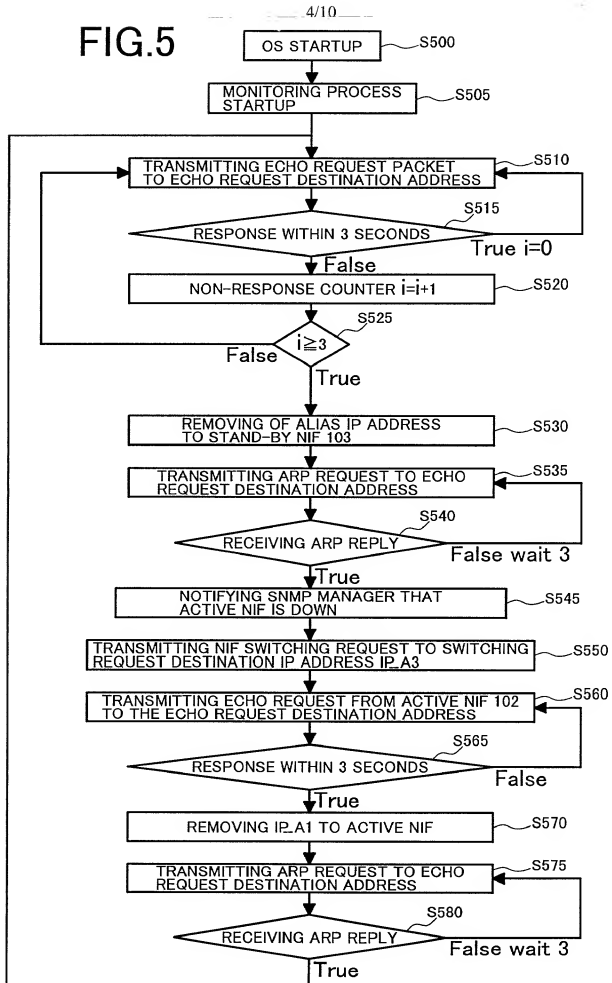 4/10
FIG.5
OS STARTUP
S500
MONITORING PROCESS
STARTUP
S505
TRANSMITTING ECHO REQUEST PACKET
TO ECHO REQUEST DESTINATION ADDRESS
S510
RESPONSE WITHIN 3 SECONDS
S515
True i=0
False
NON-RESPONSE COUNTER i=i+1
S520
i≧3
S525
False
True
REMOVING OF ALIAS IP ADDRESS
TO STAND-BY NIF 103
S530
TRANSMITTING ARP REQUEST TO ECHO
REQUEST DESTINATION ADDRESS
S535
RECEIVING ARP REPLY
S540
False wait 3
True
NOTIFYING SNMP MANAGER THAT
ACTIVE NIF IS DOWN
S545
TRANSMITTING NIF SWITCHING REQUEST TO SWITCHING
REQUEST DESTINATION IP ADDRESS IP_A3
S550
TRANSMITTING ECHO REQUEST FROM ACTIVE NIF 102
TO THE ECHO REQUEST DESTINATION ADDRESS
S560
RESPONSE WITHIN 3 SECONDS
S565
False
True
REMOVING IP_A1 TO ACTIVE NIF
S570
TRANSMITTING ARP REQUEST TO ECHO
REQUEST DESTINATION ADDRESS
S575
RECEIVING ARP REPLY
S580
False wait 3
True